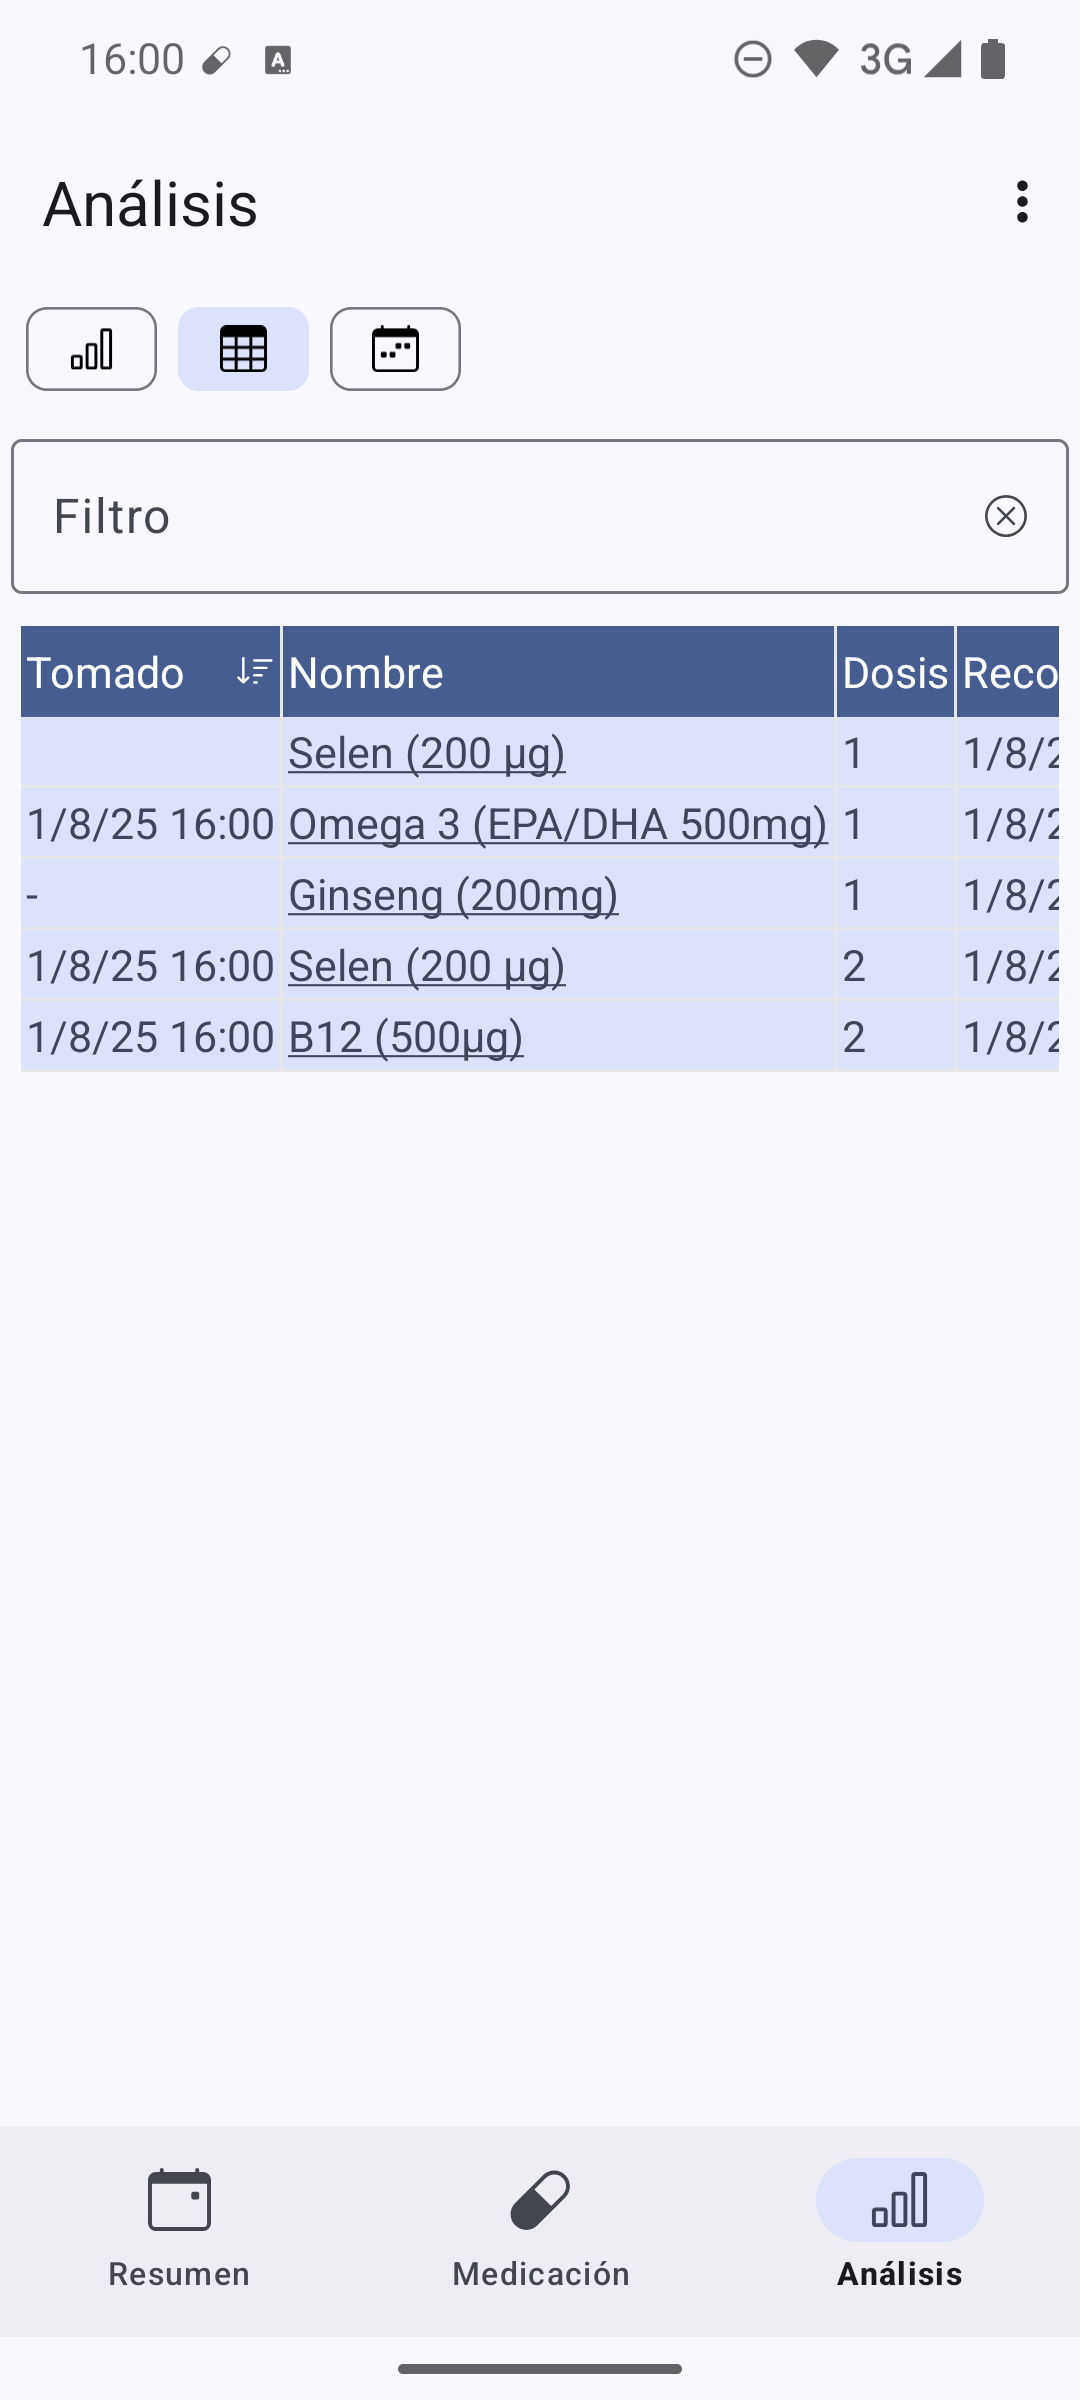 16:00 3G
Análisis
Filtro
Tomado Nombre Dosis Reco
Selen (200 µg) 1 1/8/2
1/8/25 16:00 Omega 3 (EPA/DHA 500mg) 1 1/8/2
- Ginseng (200mg) 1 1/8/2
1/8/25 16:00 Selen (200 µg) 2 1/8/2
1/8/25 16:00 B12 (500µg) 2 1/8/2
Resumen Medicación Análisis